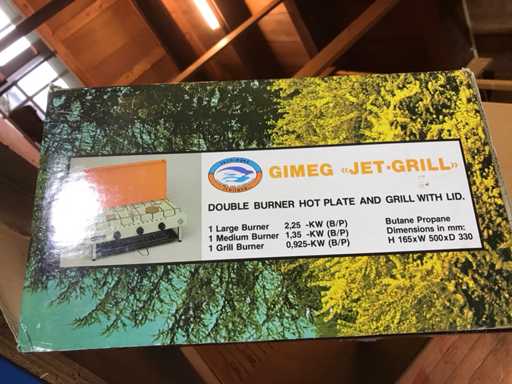 GIMEG «JET·GRILL»
DOUBLE BURNER HOT PLATE AND GRILL WITH LID.
1 Large Burner 2,25 -KW (B/P)
1 Medium Burner 1,35 -KW (B/P)
1 Grill Burner 0,925-KW (B/P)
Butane Propane
Dimensions in mm:
H 165xW 500xD 330